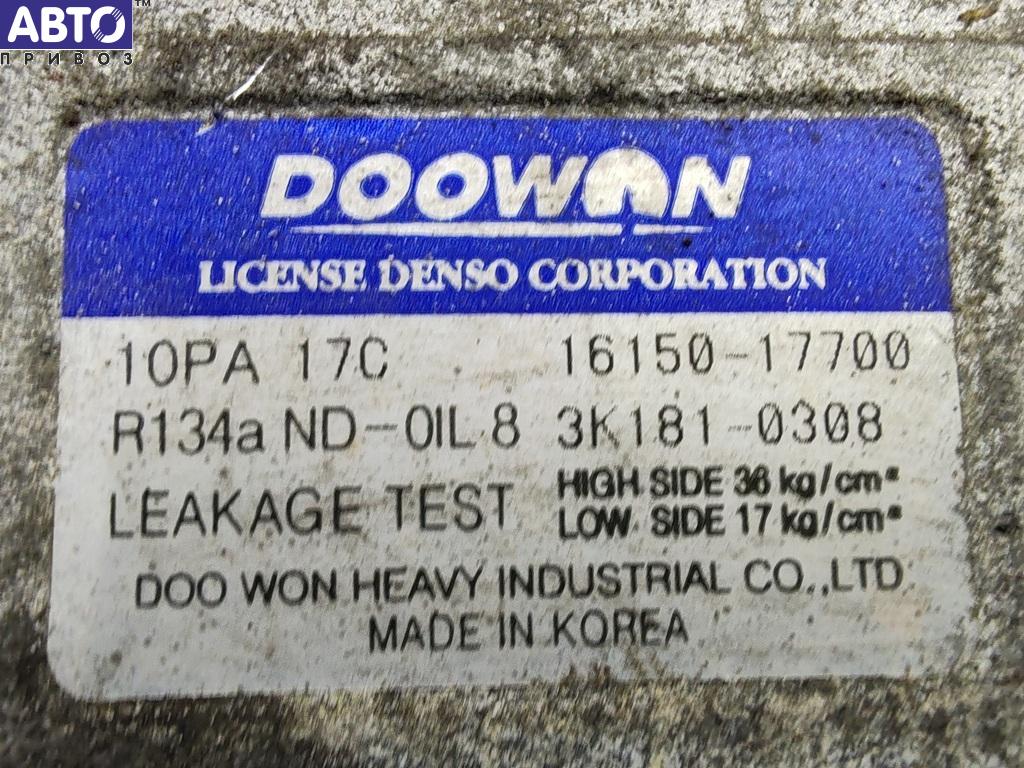 АВТО™
ПРИВОЗ
DOOWON
LICENSE DENSO CORPORATION
10PA 17C 16150-17700
R134a ND-OIL 8 3K181-0308
LEAKAGE TEST HIGH SIDE 36 kg/cm²
LOW SIDE 17 kg/cm²
DOO WON HEAVY INDUSTRIAL CO.,LTD.
MADE IN KOREA